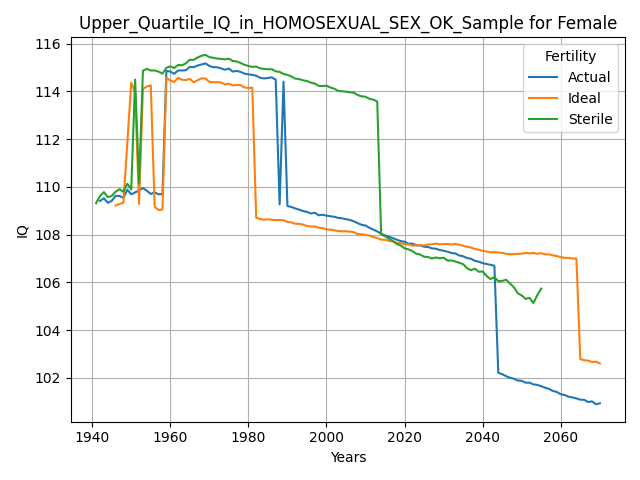 Upper_Quartile_IQ_in_HOMOSEXUAL_SEX_OK_Sample for Female
Fertility
Actual
Ideal
Sterile
IQ
116
114
112
110
108
106
104
102
1940
1960
1980
2000
2020
2040
2060
Years